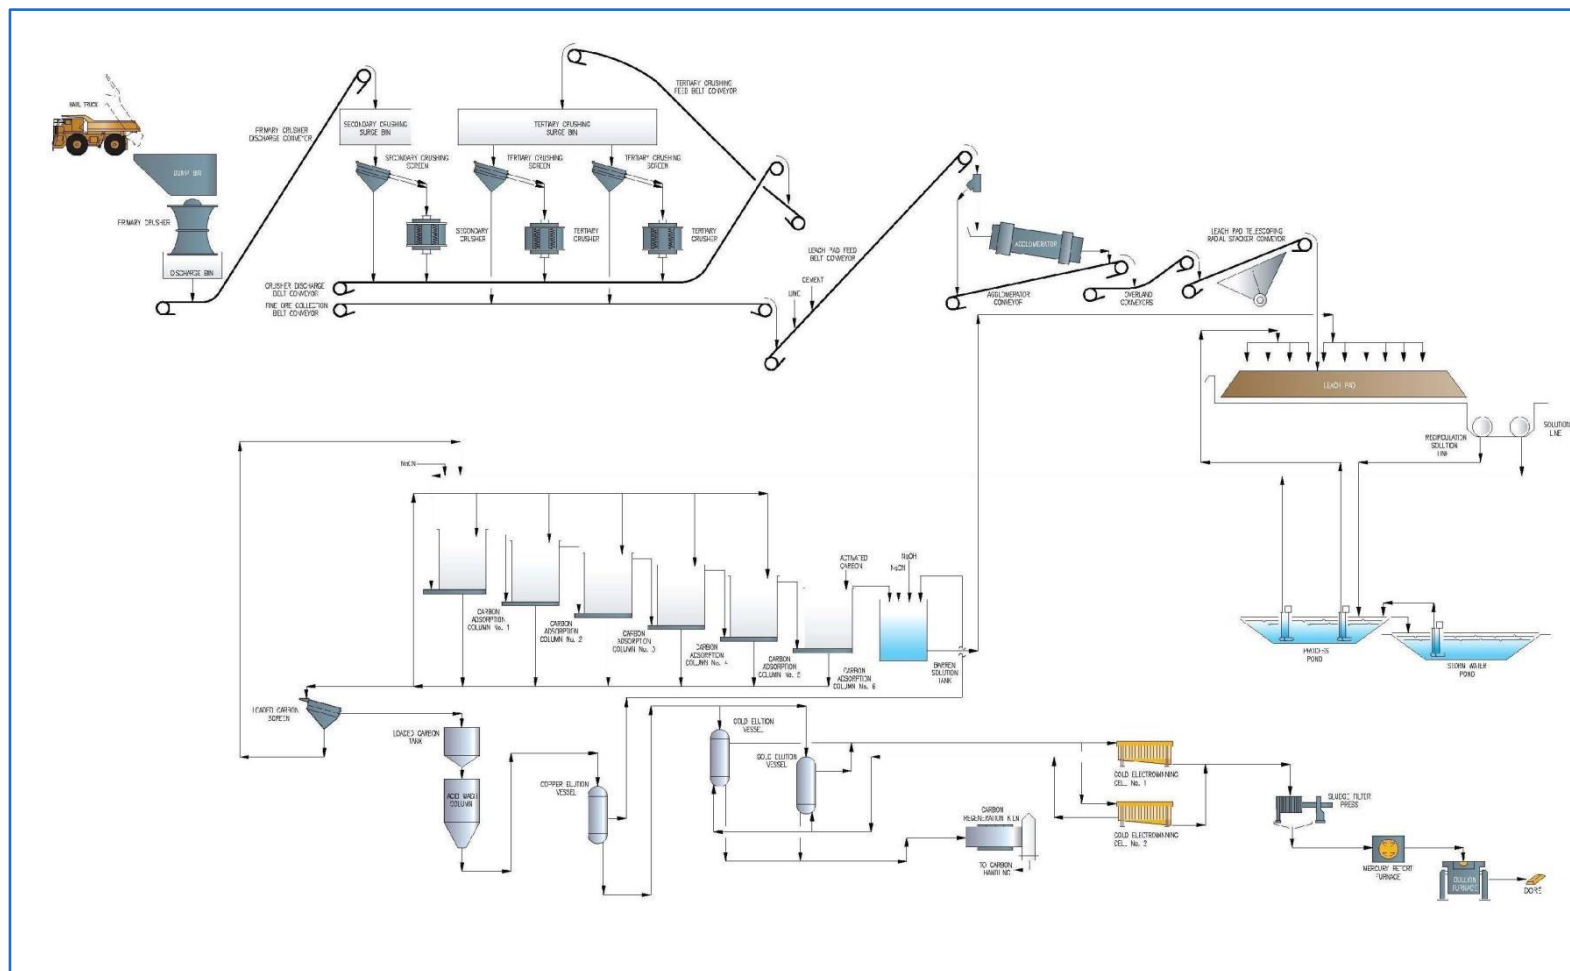 HAUL TRUCK
DUMP BIN
PRIMARY CRUSHER
DISCHARGE BIN
PRIMARY CRUSHER
DISCHARGE CONVEYOR
SECONDARY CRUSHING
SURGE BIN
TERTIARY CRUSHING
SURGE BIN
TERTIARY CRUSHING
FEED BELT CONVEYOR
SECONDARY CRUSHING
SCREEN
TERTIARY CRUSHING
SCREEN
TERTIARY CRUSHING
SCREEN
SECONDARY
CRUSHER
TERTIARY
CRUSHER
TERTIARY
CRUSHER
CRUSHER DISCHARGE
BELT CONVEYOR
FINE ORE COLLECTION
BELT CONVEYOR
LEACH PAD FEED
BELT CONVEYOR
CEMENT
LIME
AGGLOMERATOR
AGGLOMERATOR
CONVEYOR
OVERLAND
CONVEYORS
LEACH PAD TELESCOPING
RADIAL STACKER CONVEYOR
LEACH PAD
RECIRCULATION
SOLUTION
LINE
SOLUTION
LINE
NaCN
CARBON
ADSORPTION
COLUMN No. 1
CARBON
ADSORPTION
COLUMN No. 2
CARBON
ADSORPTION
COLUMN No. 3
CARBON
ADSORPTION
COLUMN No. 4
CARBON
ADSORPTION
COLUMN No. 5
CARBON
ADSORPTION
COLUMN No. 6
ACTIVATED
CARBON
NaOH
NaCN
BARREN
SOLUTION
TANK
PROCESS
POND
STORM WATER
POND
LOADED CARBON
SCREEN
LOADED CARBON
TANK
ACID WASH
COLUMN
COPPER ELUTION
VESSEL
GOLD ELUTION
VESSEL
GOLD ELUTION
VESSEL
CARBON
REGENERATION KILN
TO CARBON
HANDLING
GOLD ELECTROWINNING
CELL No. 1
GOLD ELECTROWINNING
CELL No. 2
SLUDGE FILTER
PRESS
MERCURY RETORT
FURNACE
BULLION
FURNACE
DORE